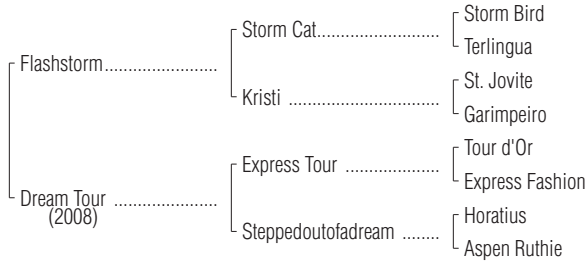 Storm Bird
Storm Cat........................
Terlingua
Flashstorm......................
St. Jovite
Kristi ..............................
Garimpeiro
Tour d'Or
Express Tour ...................
Express Fashion
Dream Tour ....................
(2008)
Horatius
Steppedoutofadream ........
Aspen Ruthie